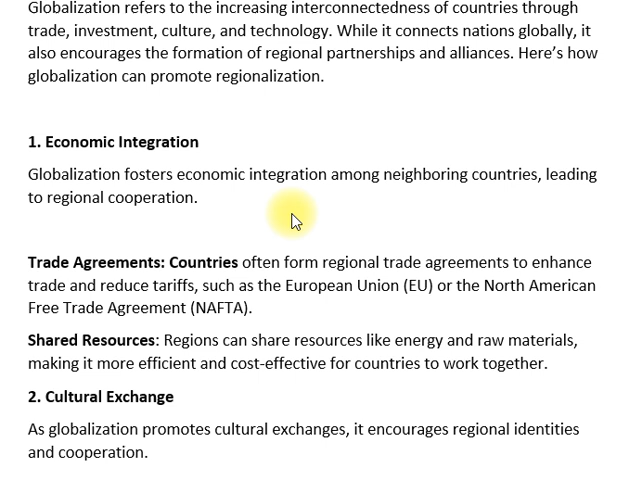 Globalization refers to the increasing interconnectedness of countries through
trade, investment, culture, and technology. While it connects nations globally, it
also encourages the formation of regional partnerships and alliances. Here’s how
globalization can promote regionalization.
1. Economic Integration
Globalization fosters economic integration among neighboring countries, leading
to regional cooperation.
Trade Agreements: Countries often form regional trade agreements to enhance
trade and reduce tariffs, such as the European Union (EU) or the North American
Free Trade Agreement (NAFTA).
Shared Resources: Regions can share resources like energy and raw materials,
making it more efficient and cost-effective for countries to work together.
2. Cultural Exchange
As globalization promotes cultural exchanges, it encourages regional identities
and cooperation.